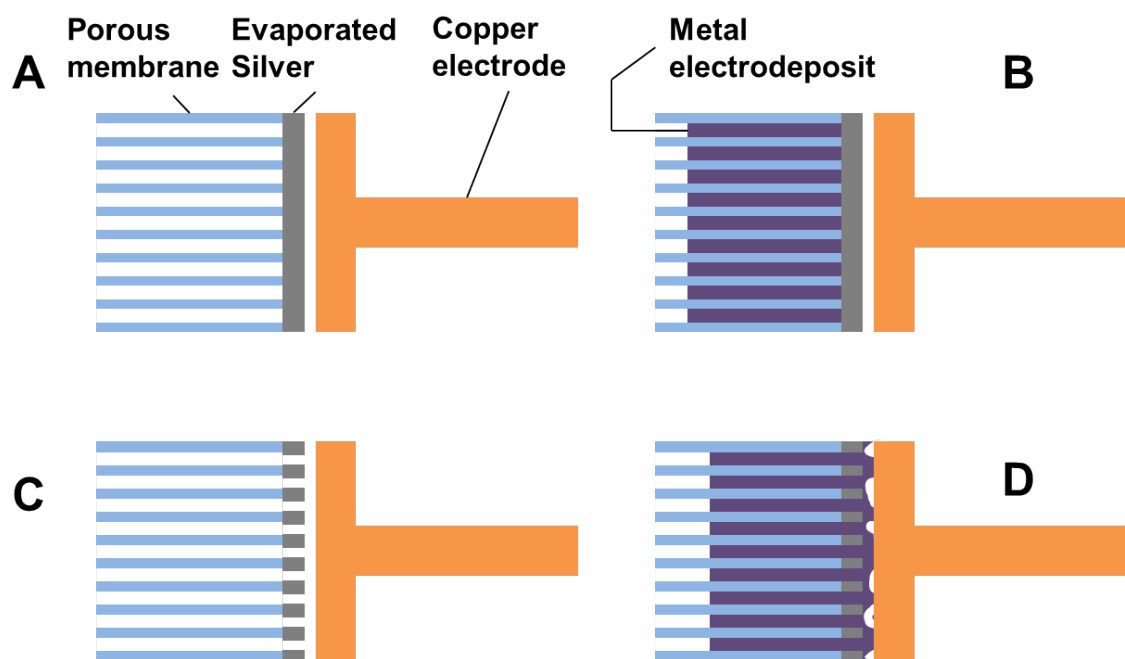 A
Porous
membrane
Evaporated
Silver
Copper
electrode
Metal
electrodeposit
B
C
D